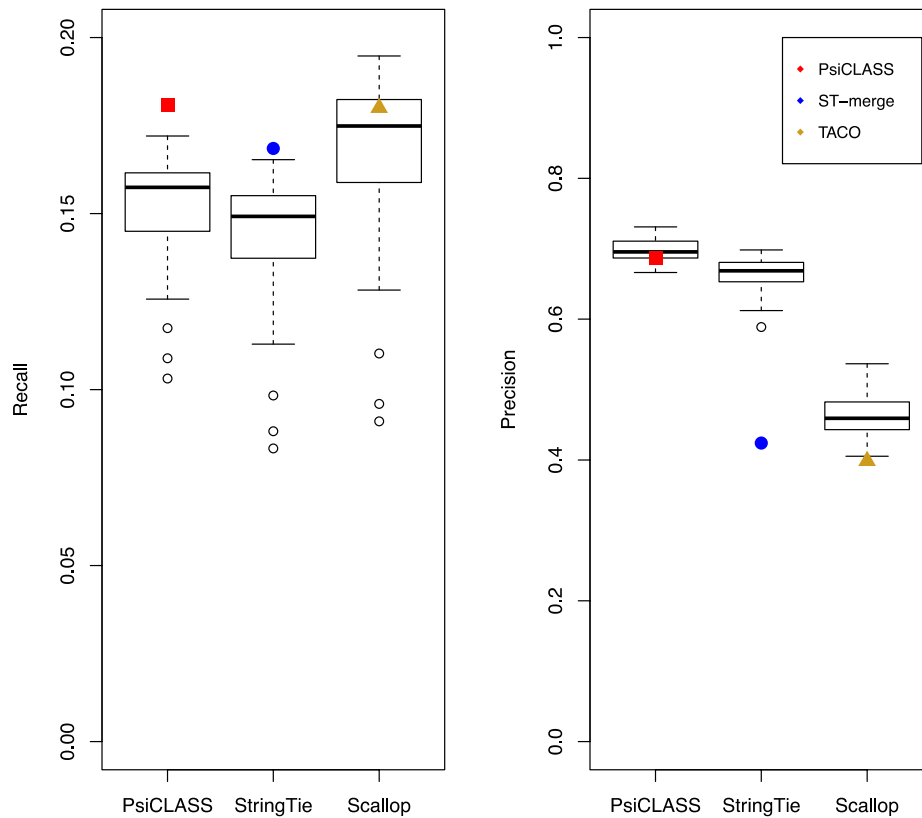 Recall
0.20
0.15
0.10
0.05
0.00
PsiCLASS StringTie Scallop
Precision
1.0
0.8
0.6
0.4
0.2
0.0
PsiCLASS
ST−merge
TACO
PsiCLASS StringTie Scallop